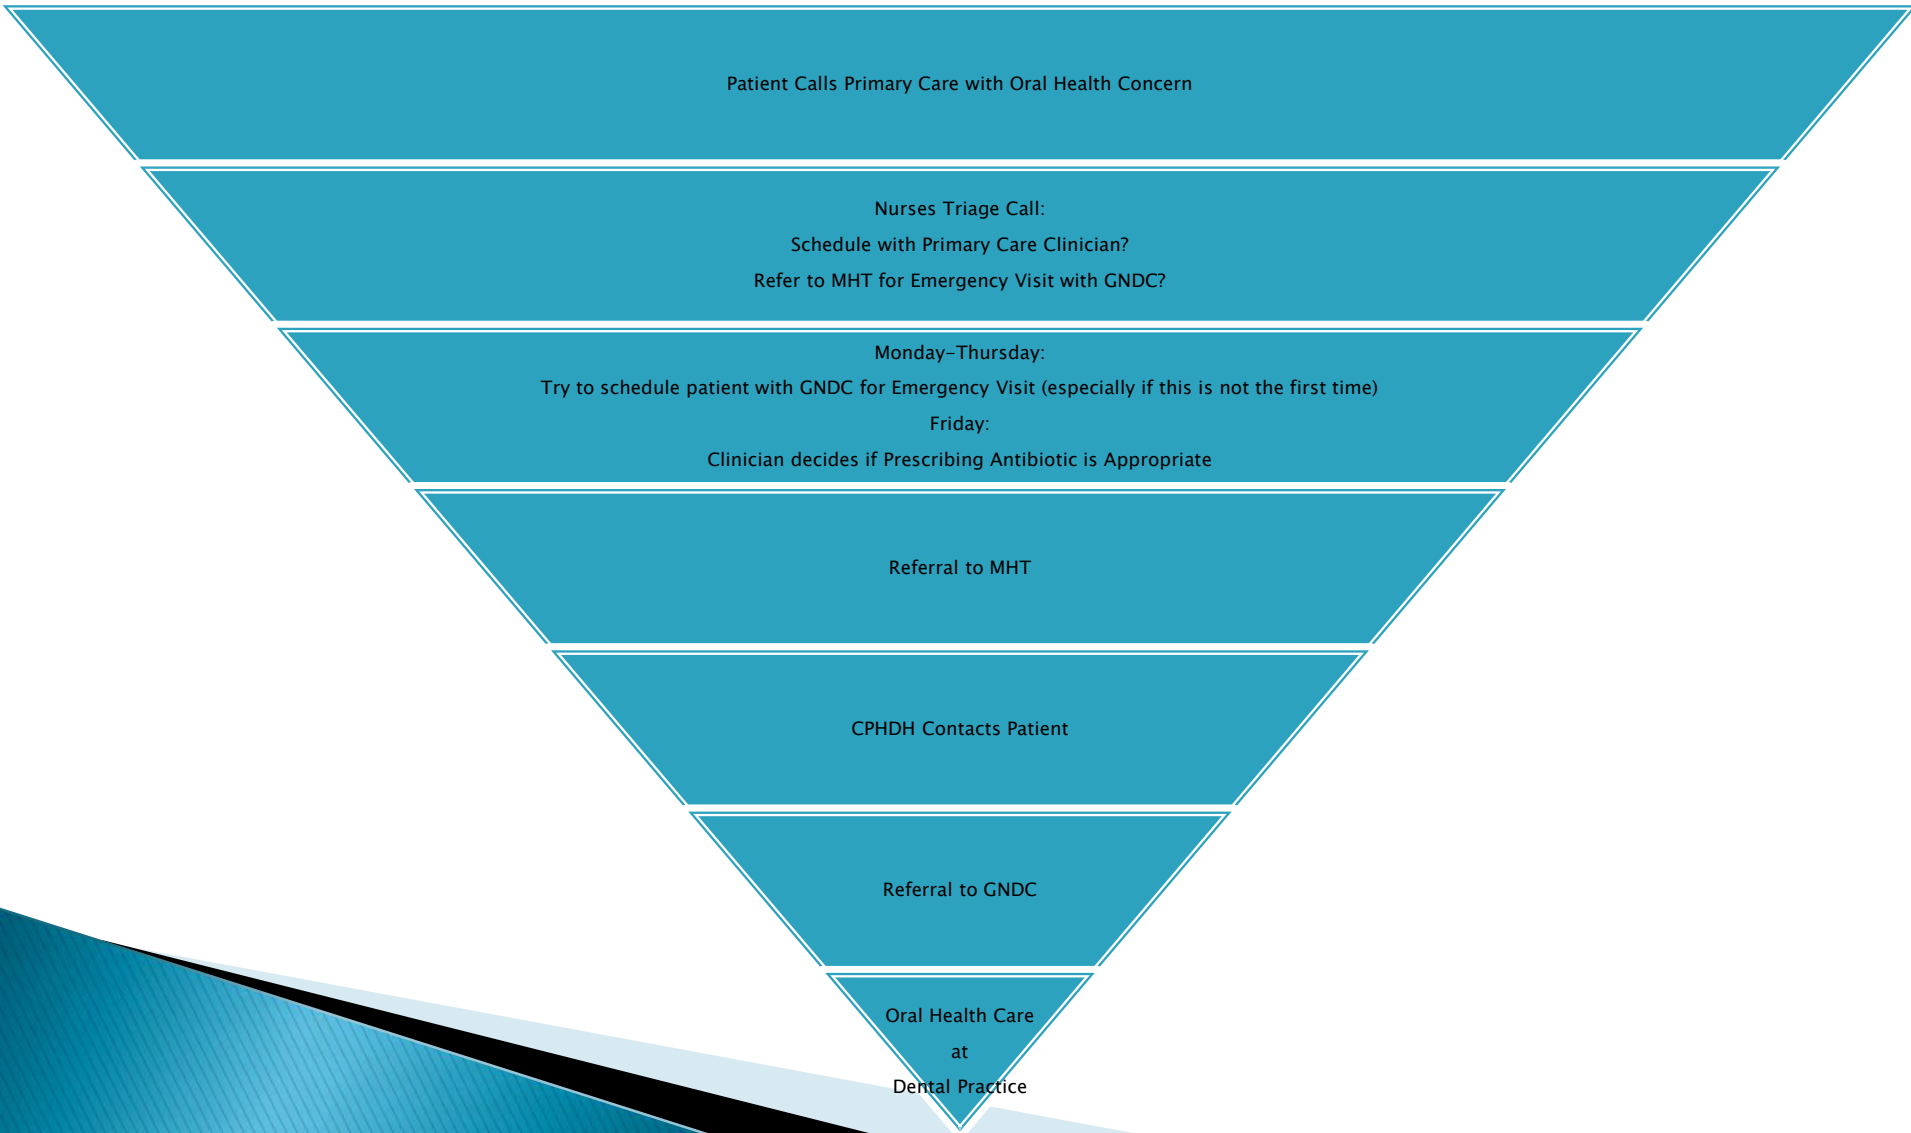 Patient Calls Primary Care with Oral Health Concern
Nurses Triage Call:
Schedule with Primary Care Clinician?
Refer to MHT for Emergency Visit with GNDC?
Monday-Thursday:
Try to schedule patient with GNDC for Emergency Visit (especially if this is not the first time)
Friday:
Clinician decides if Prescribing Antibiotic is Appropriate
Referral to MHT
CPHDH Contacts Patient
Referral to GNDC
Oral Health Care
at
Dental Practice